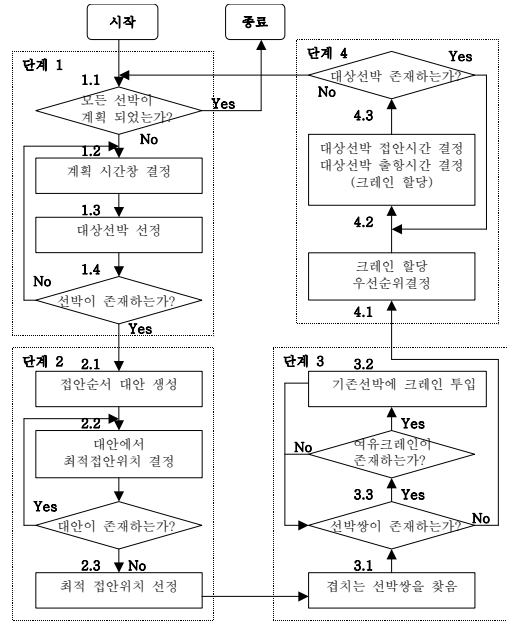 시작
종료
단계 1
1.1
모든 선박이
계획 되었는가?
Yes
No
1.2
계획 시간창 결정
1.3
대상선박 선정
1.4
No
선박이 존재하는가?
Yes
단계 2
2.1
접안순서 대안 생성
2.2
대안에서
최적접안위치 결정
Yes
대안이 존재하는가?
2.3
No
최적 접안위치 선정
단계 4
Yes
대상선박 존재하는가?
No
4.3
대상선박 접안시간 결정
대상선박 출항시간 결정
(크레인 할당)
4.2
크레인 할당
우선순위결정
4.1
단계 3
3.2
기존선박에 크레인 투입
Yes
No
여유크레인이
존재하는가?
3.3
Yes
선박쌍이 존재하는가?
No
3.1
겹치는 선박쌍을 찾음